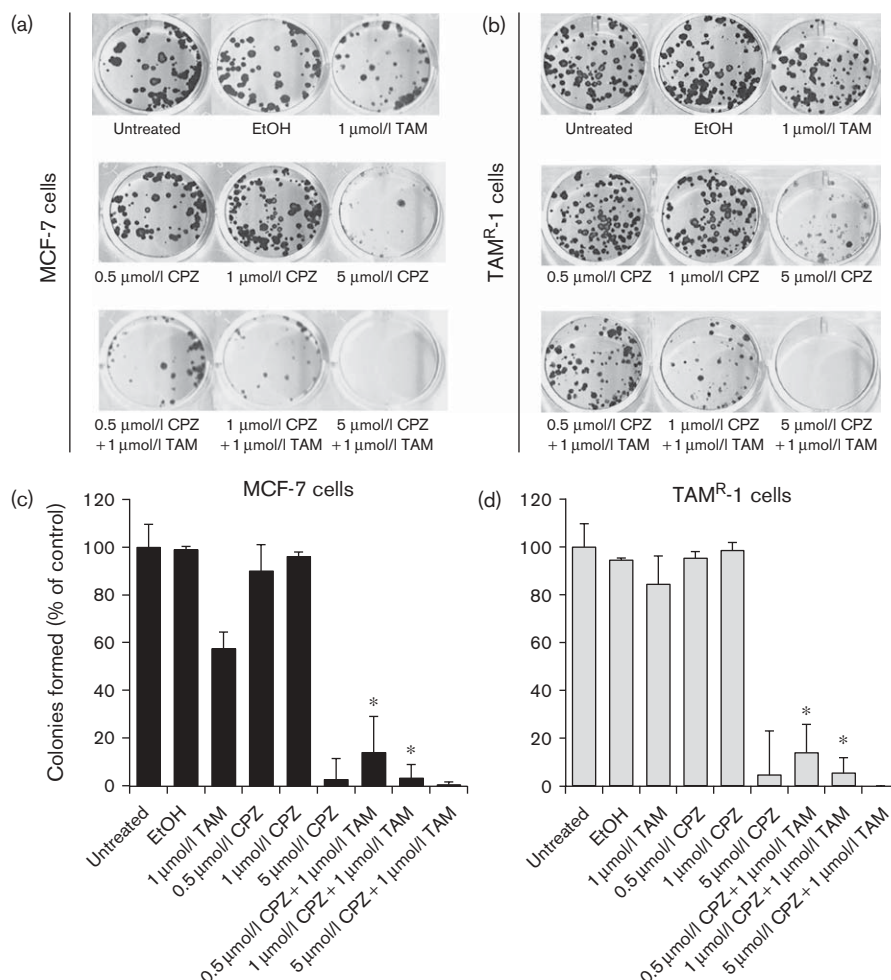 (a)
MCF-7 cells
Untreated
EtOH
1 μmol/l TAM
0.5 μmol/l CPZ
1 μmol/l CPZ
5 μmol/l CPZ
0.5 μmol/l CPZ
+ 1 μmol/l TAM
1 μmol/l CPZ
+ 1 μmol/l TAM
5 μmol/l CPZ
+ 1 μmol/l TAM
(b)
TAMR-1 cells
Untreated
EtOH
1 μmol/l TAM
0.5 μmol/l CPZ
1 μmol/l CPZ
5 μmol/l CPZ
0.5 μmol/l CPZ
+ 1 μmol/l TAM
1 μmol/l CPZ
+ 1 μmol/l TAM
5 μmol/l CPZ
+ 1 μmol/l TAM
(c)
MCF-7 cells
Colonies formed (% of control)
120
100
80
60
40
20
0
*
*
Untreated
EtOH
1 μmol/l TAM
0.5 μmol/l CPZ
1 μmol/l CPZ
5 μmol/l CPZ
0.5 μmol/l CPZ + 1 μmol/l TAM
1 μmol/l CPZ + 1 μmol/l TAM
5 μmol/l CPZ + 1 μmol/l TAM
(d)
TAMR-1 cells
120
100
80
60
40
20
0
*
*
Untreated
EtOH
1 μmol/l TAM
0.5 μmol/l CPZ
1 μmol/l CPZ
5 μmol/l CPZ
0.5 μmol/l CPZ + 1 μmol/l TAM
1 μmol/l CPZ + 1 μmol/l TAM
5 μmol/l CPZ + 1 μmol/l TAM